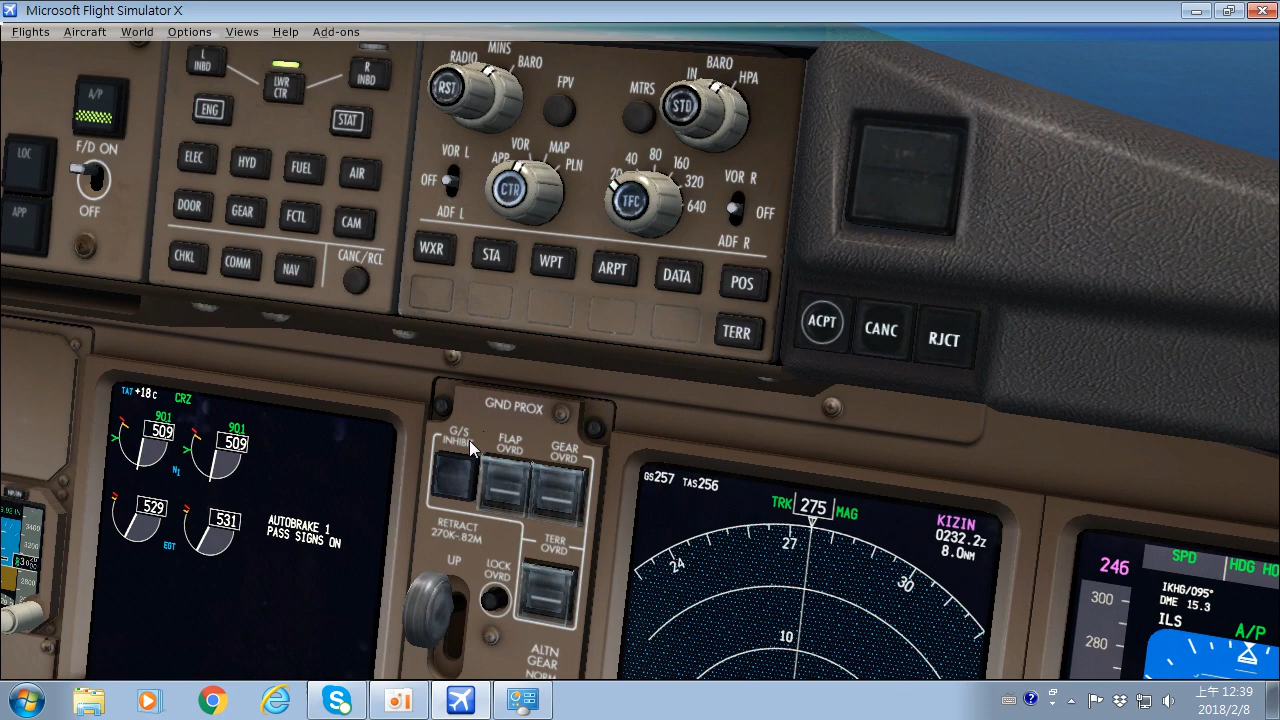 Microsoft Flight Simulator X
Flights Aircraft World Options Views Help Add-ons
A/P
LOC
F/D ON
OFF
APP
L INBD
LWR CTR
R INBD
ENG
STAT
ELEC
HYD
FUEL
AIR
DOOR
GEAR
FCTL
CAM
CHKL
COMM
NAV
CANC/RCL
RADIO
MINS
BARO
RST
FPV
MTRS
IN
BARO
HPA
STD
VOR L
OFF
ADF L
APP
VOR
MAP
PLN
CTR
20
40
80
160
320
640
TFC
VOR R
OFF
ADF R
WXR
STA
WPT
ARPT
DATA
POS
TERR
ACPT
CANC
RJCT
TAT +18c
CRZ
901
509
901
509
N1
529
531
EGT
AUTOBRAKE 1
PASS SIGNS ON
GND PROX
G/S
FLAP
OVRD
GEAR
OVRD
RETRACT
270K-.82M
TERR
OVRD
UP
LOCK
OVRD
ALTN
GEAR
NORM
3400
3200
2800
GS257 TAS256
TRK 275 MAG
KIZIN
0232.2z
8.0NM
24
27
30
10
246
SPD
300
280
IKHG/095°
DME 15.3
ILS
A/P
上午 12:39
2018/2/8